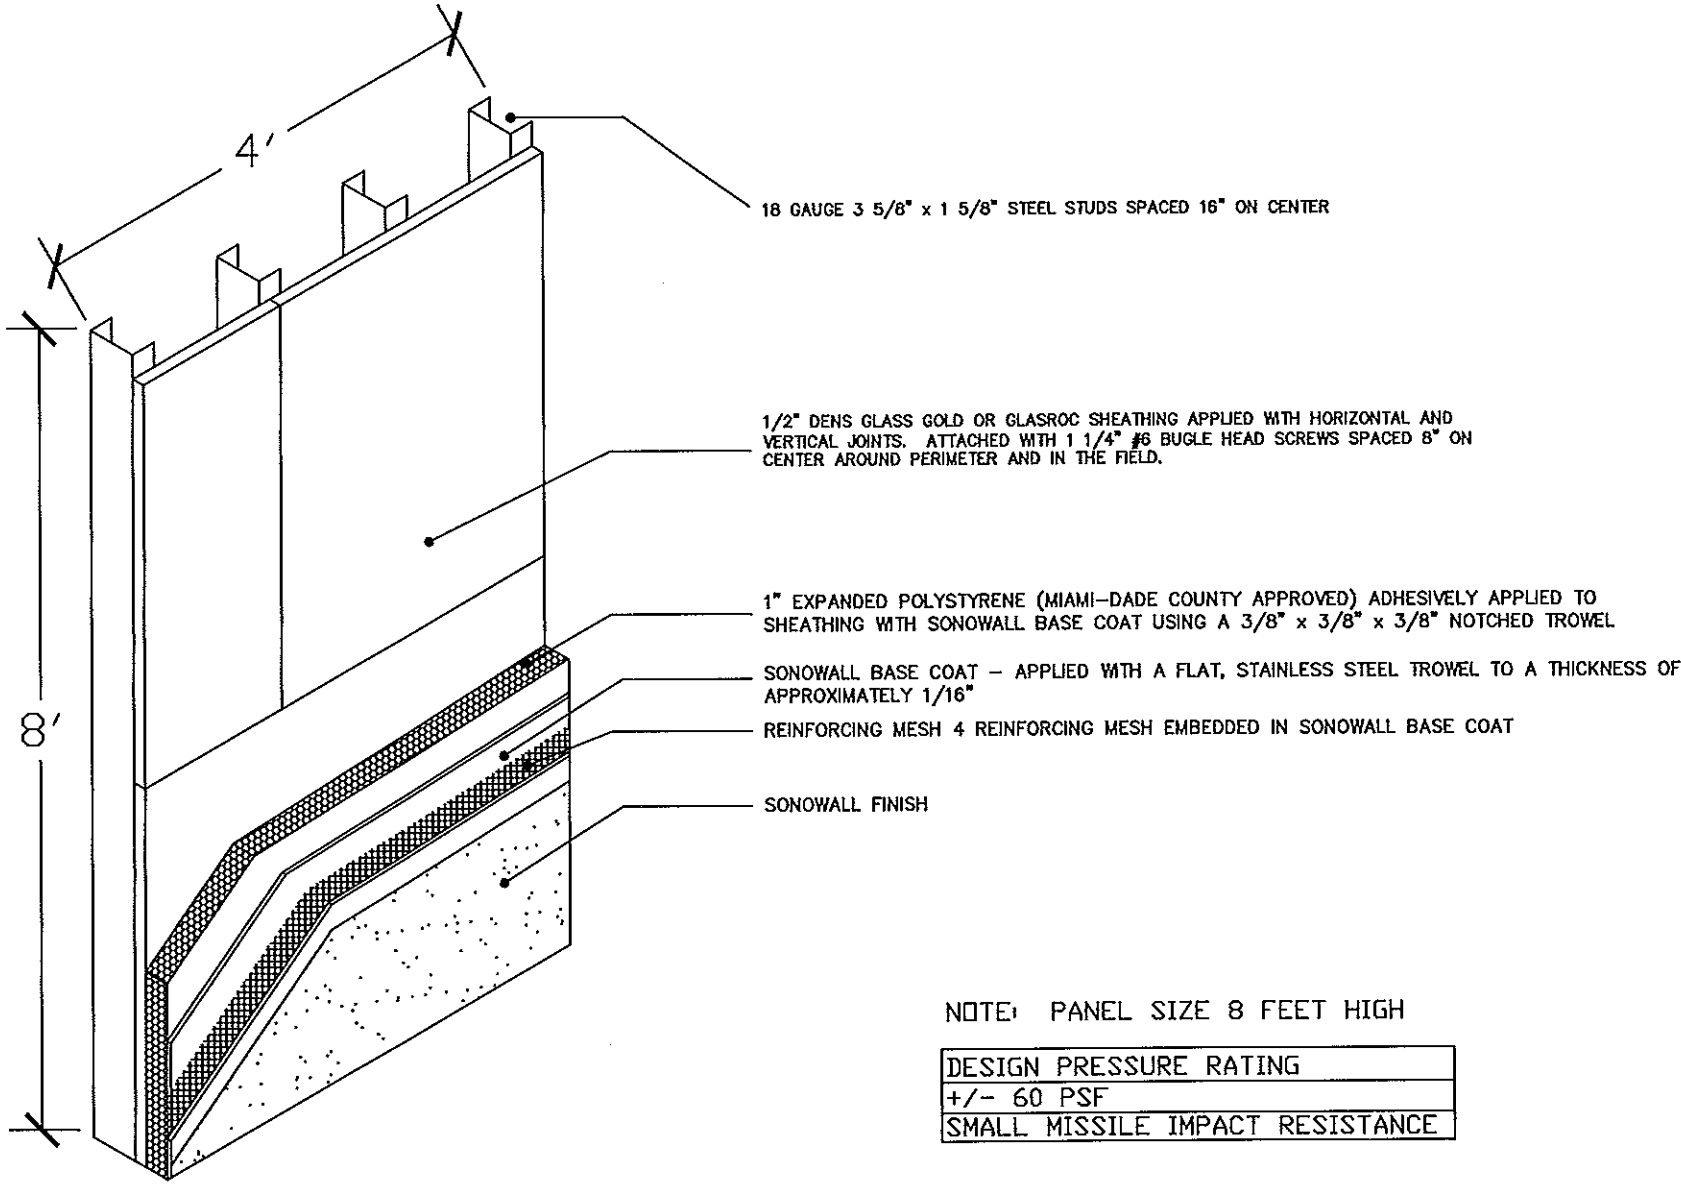 4'
18 GAUGE 3 5/8" x 1 5/8" STEEL STUDS SPACED 16" ON CENTER
1/2" DENS GLASS GOLD OR GLASROC SHEATHING APPLIED WITH HORIZONTAL AND
VERTICAL JOINTS. ATTACHED WITH 1 1/4" #6 BUGLE HEAD SCREWS SPACED 8" ON
CENTER AROUND PERIMETER AND IN THE FIELD.
1" EXPANDED POLYSTYRENE (MIAMI-DADE COUNTY APPROVED) ADHESIVELY APPLIED TO
SHEATHING WITH SONOWALL BASE COAT USING A 3/8" x 3/8" x 3/8" NOTCHED TROWEL
SONOWALL BASE COAT - APPLIED WITH A FLAT, STAINLESS STEEL TROWEL TO A THICKNESS OF
APPROXIMATELY 1/16"
8'
REINFORCING MESH 4 REINFORCING MESH EMBEDDED IN SONOWALL BASE COAT
SONOWALL FINISH
NOTE: PANEL SIZE 8 FEET HIGH
DESIGN PRESSURE RATING
+/- 60 PSF
SMALL MISSILE IMPACT RESISTANCE